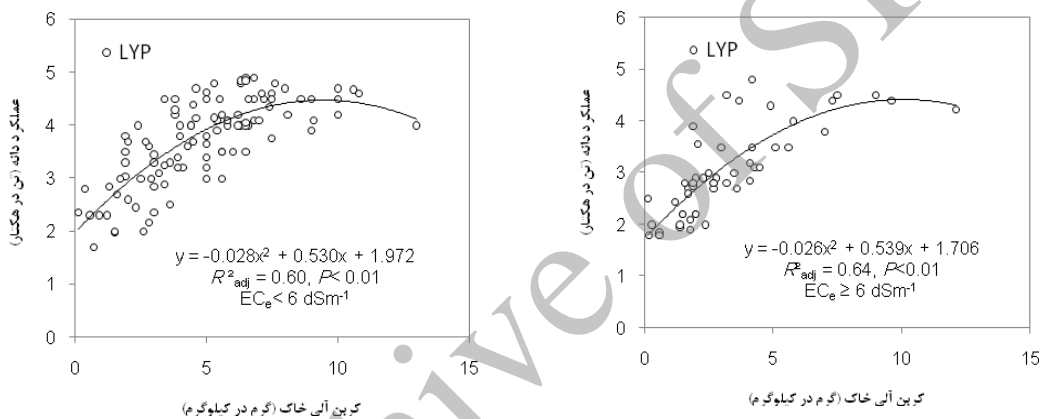 6
5
4
3
2
1
0
0
5
10
15
LYP
عملکرد دانه (تن در هکتار)
y = -0.028x² + 0.530x + 1.972
R²adj = 0.60, P< 0.01
ECe < 6 dSm-1
کربن آلی خاک (گرم در کیلوگرم)
6
5
4
3
2
1
0
0
5
10
15
LYP
عملکرد دانه (تن در هکتار)
y = -0.026x² + 0.539x + 1.706
R²adj = 0.64, P<0.01
ECe ≥ 6 dSm-1
کربن آلی خاک (گرم در کیلوگرم)
ive of S